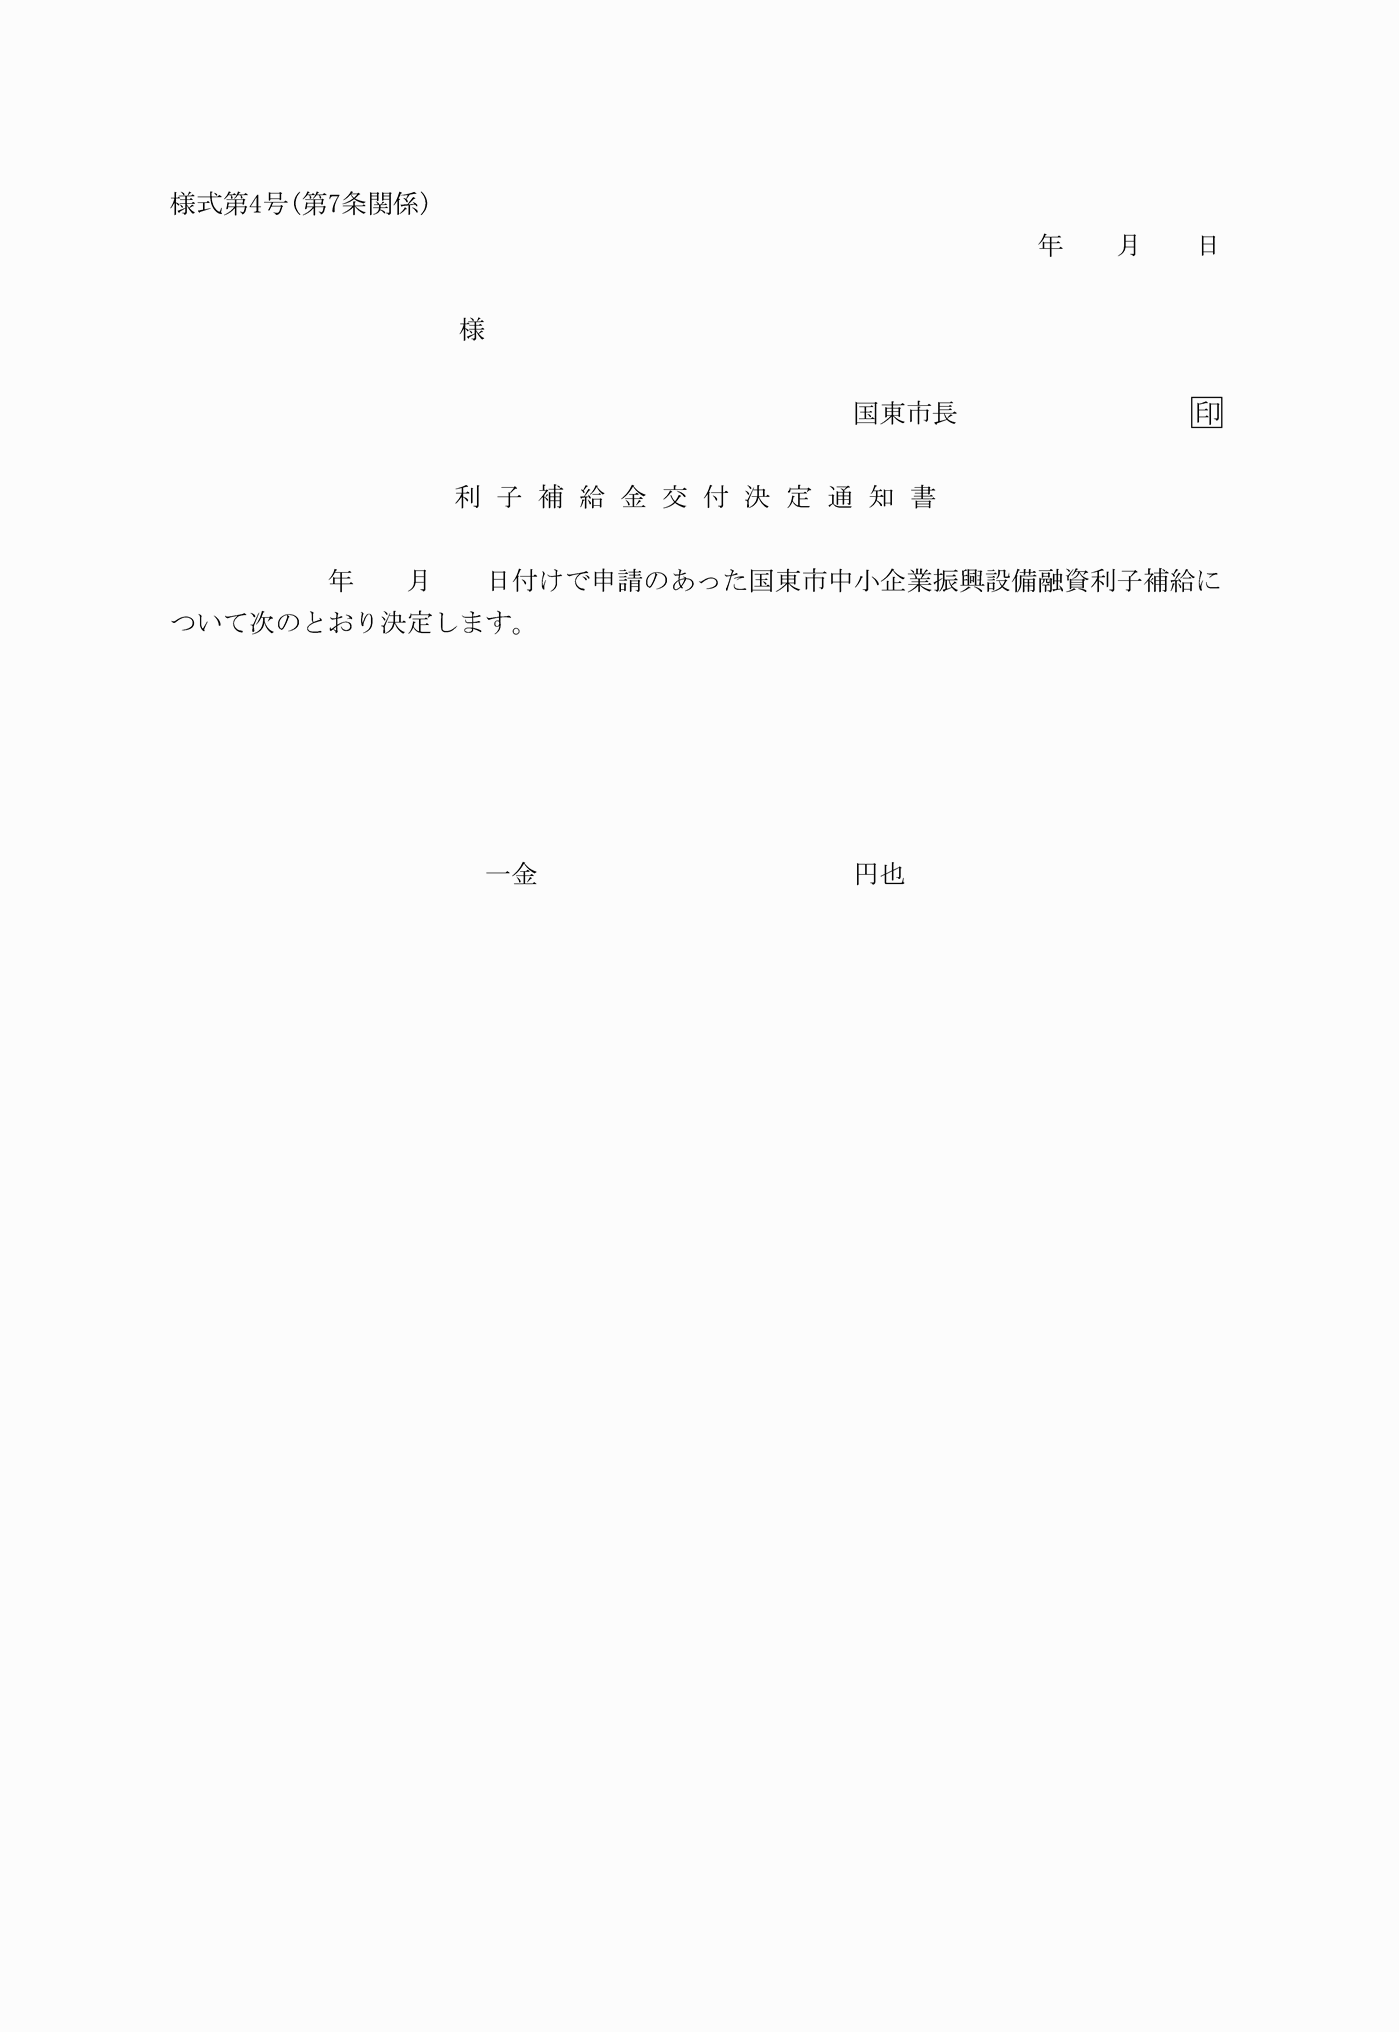 様式第4号(第7条関係)
年　　月　　日
様
国東市長　　　　　　　　　印
利子補給金交付決定通知書
年　　月　　日付けで申請のあった国東市中小企業振興設備融資利子補給に
ついて次のとおり決定します。
一金　　　　　　　　　　　　円也